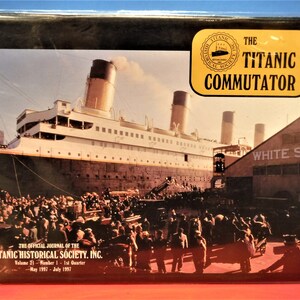 THE
TITANIC
COMMUTATOR
WHITE S
THE OFFICIAL JOURNAL OF THE
TANIC HISTORICAL SOCIETY, INC.
Volume 21 - Number 1 - 1st Quarter
May 1997 - July 1997